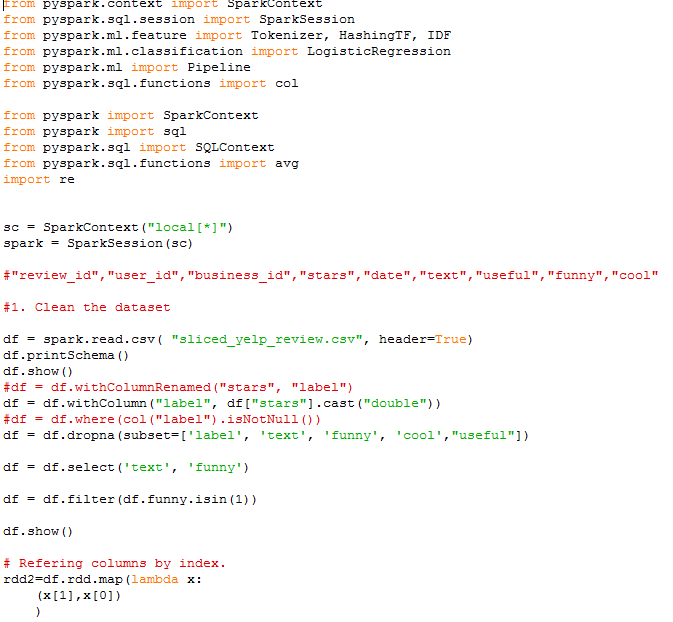 from pyspark.context import SparkContext
from pyspark.sql.session import SparkSession
from pyspark.ml.feature import Tokenizer, HashingTF, IDF
from pyspark.ml.classification import LogisticRegression
from pyspark.ml import Pipeline
from pyspark.sql.functions import col

from pyspark import SparkContext
from pyspark import sql
from pyspark.sql import SQLContext
from pyspark.sql.functions import avg
import re


sc = SparkContext("local[*]")
spark = SparkSession(sc)

#"review_id","user_id","business_id","stars","date","text","useful","funny","cool"

#1. Clean the dataset

df = spark.read.csv( "sliced_yelp_review.csv", header=True)
df.printSchema()
df.show()
#df = df.withColumnRenamed("stars", "label")
df = df.withColumn("label", df["stars"].cast("double"))
#df = df.where(col("label").isNotNull())
df = df.dropna(subset=['label', 'text', 'funny', 'cool',"useful"])

df = df.select('text', 'funny')

df = df.filter(df.funny.isin(1))

df.show()

# Refering columns by index.
rdd2=df.rdd.map(lambda x:
    (x[1],x[0])
    )